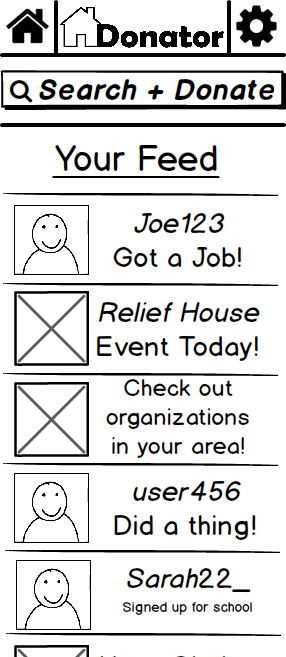 Donator
Search + Donate
Your Feed
Joe123
Got a Job!
Relief House
Event Today!
Check out
organizations
in your area!
user456
Did a thing!
Sarah22_
Signed up for school